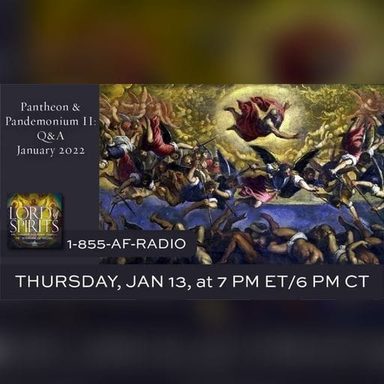 Pantheon &
Pandemonium II:
Q&A
January 2022
LORD of
SPIRITS
1-855-AF-RADIO
THURSDAY, JAN 13, at 7 PM ET/6 PM CT